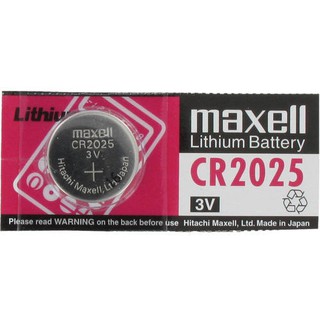 Lithium
maxell
CR2025
3V
+
Hitachi Maxell, Ltd Japan
maxell
Lithium Battery
CR2025
3V
Please read WARNING on the back before use
Hitachi Maxell, Ltd. Made in Japan